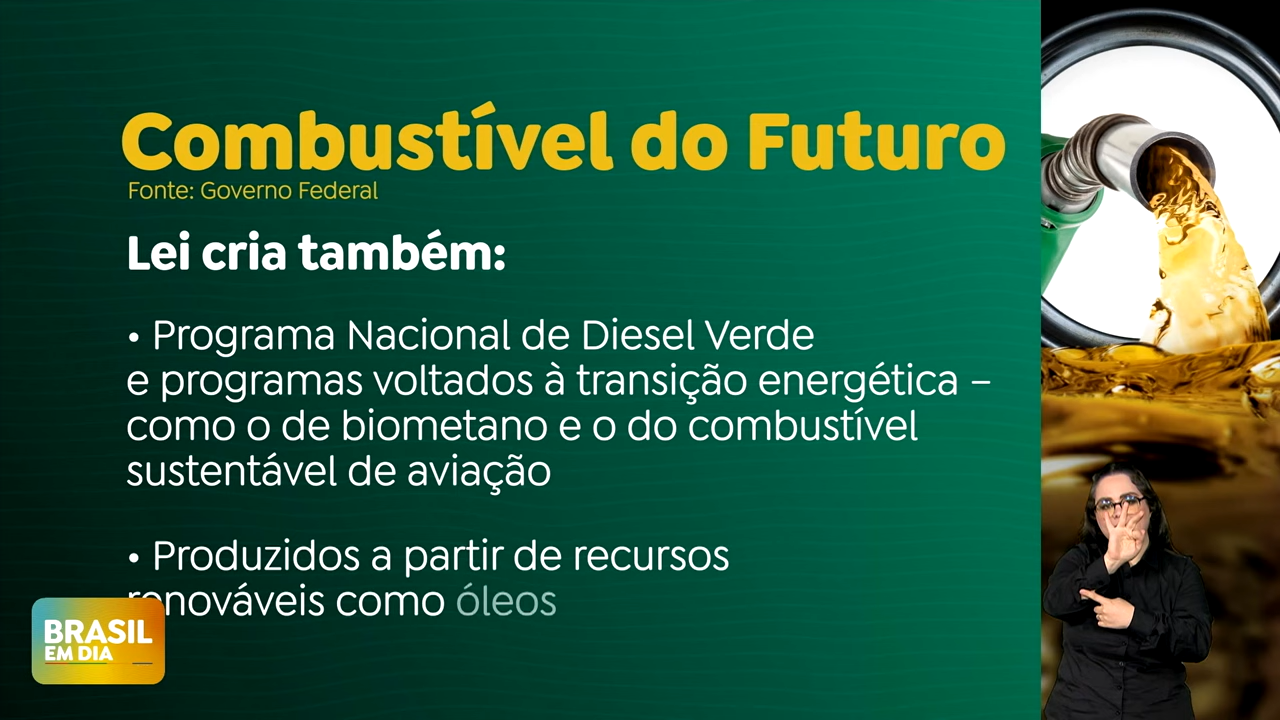 Combustível do Futuro
Fonte: Governo Federal
Lei cria também:
• Programa Nacional de Diesel Verde
e programas voltados à transição energética –
como o de biometano e o do combustível
sustentável de aviação
• Produzidos a partir de recursos
renováveis como óleos
BRASIL
EM DIA